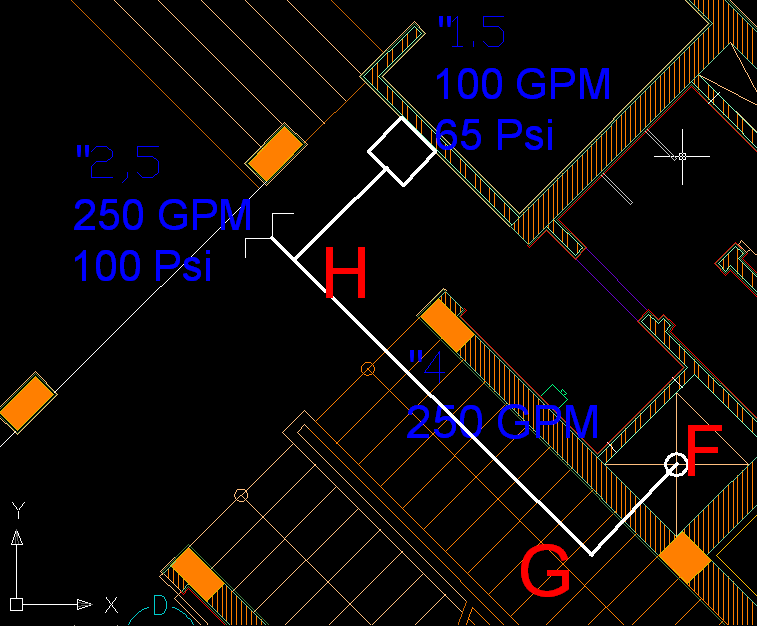 "1.5
100 GPM
65 Psi
"2,5
250 GPM
100 Psi
H
"4
250 GPM
F
G
Y
X
D